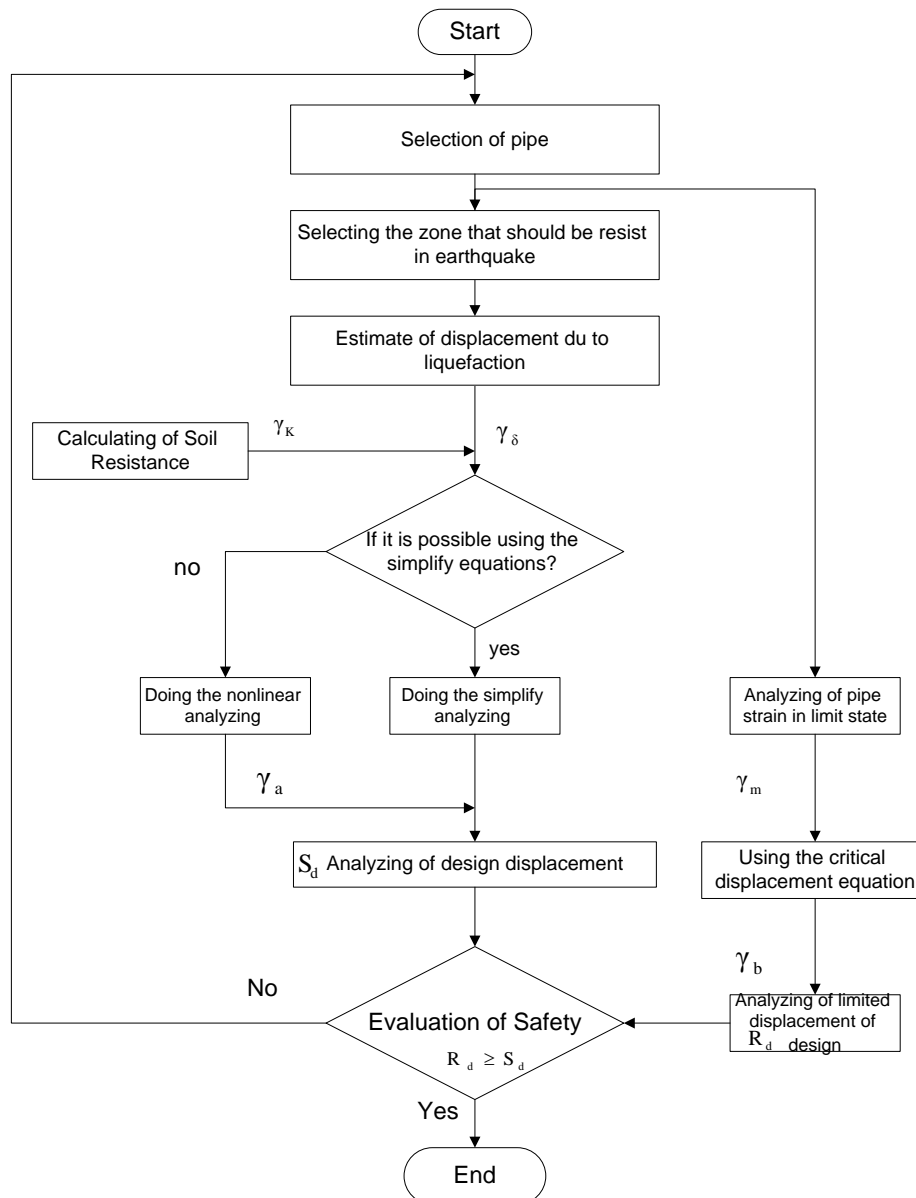 Start
Selection of pipe
Selecting the zone that should be resist
in earthquake
Estimate of displacement du to
liquefaction
Calculating of Soil
Resistance
γK
γδ
If it is possible using the
simplify equations?
no
yes
Doing the nonlinear
analyzing
Doing the simplify
analyzing
Analyzing of pipe
strain in limit state
γa
γm
Sd Analyzing of design displacement
Using the critical
displacement equation
γb
Analyzing of limited
displacement of
Rd design
No
Evaluation of Safety
Rd ≥ Sd
Yes
End